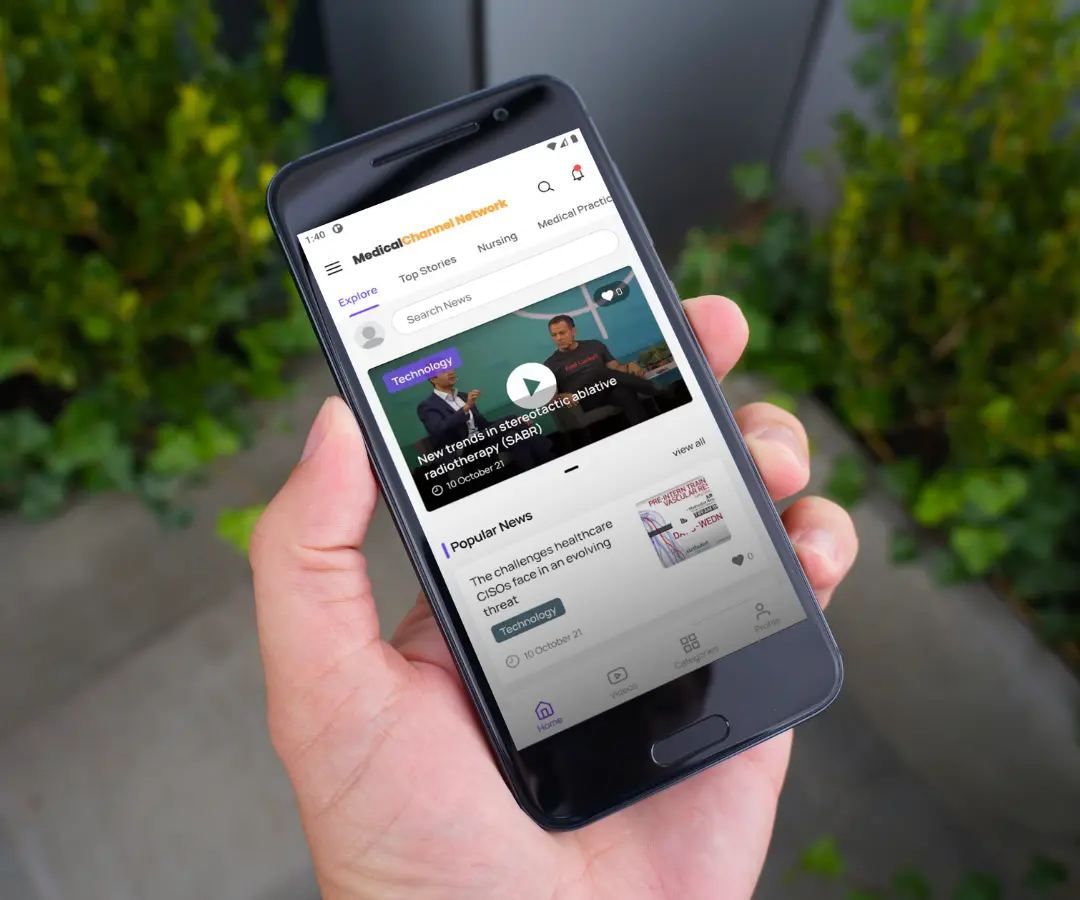 1:40
MedicalChannel Network
Explore
Top Stories
Nursing
Medical Practic
Search News
Technology
0
New trends in stereotactic ablative
radiotherapy (SABR)
10 October 21
view all
Popular News
The challenges healthcare
CISOs face in an evolving
threat
Technology
10 October 21
PRE-INTERN TRAIN
VASCULAR RE
0
Home
Videos
Categories
Profile